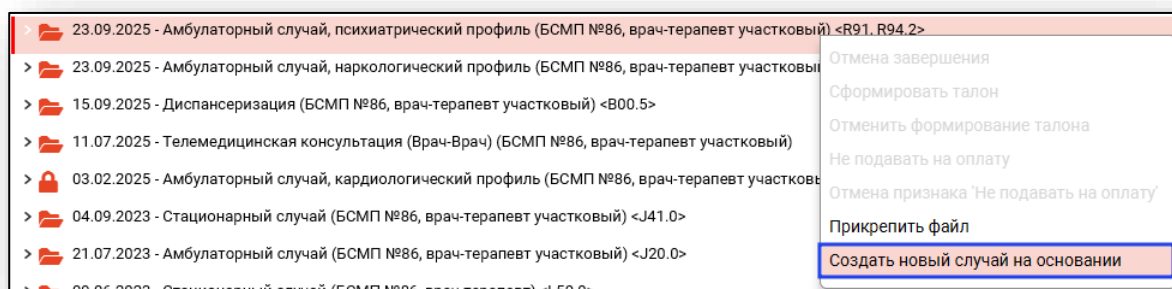 23.09.2025 - Амбулаторный случай, психиатрический профиль (БСМП №86, врач-терапевт участковый) <R91, R94.2>
23.09.2025 - Амбулаторный случай, наркологический профиль (БСМП №86, врач-терапевт участковый
15.09.2025 - Диспансеризация (БСМП №86, врач-терапевт участковый) <B00.5>
11.07.2025 - Телемедицинская консультация (Врач-Врач) (БСМП №86, врач-терапевт участковый)
03.02.2025 - Амбулаторный случай, кардиологический профиль (БСМП №86, врач-терапевт участковы
04.09.2023 - Стационарный случай (БСМП №86, врач-терапевт участковый) <J41.0>
21.07.2023 - Амбулаторный случай (БСМП №86, врач-терапевт участковый) <J20.0>
Отмена завершения
Сформировать талон
Отменить формирование талона
Не подавать на оплату
Отмена признака 'Не подавать на оплату'
Прикрепить файл
Создать новый случай на основании